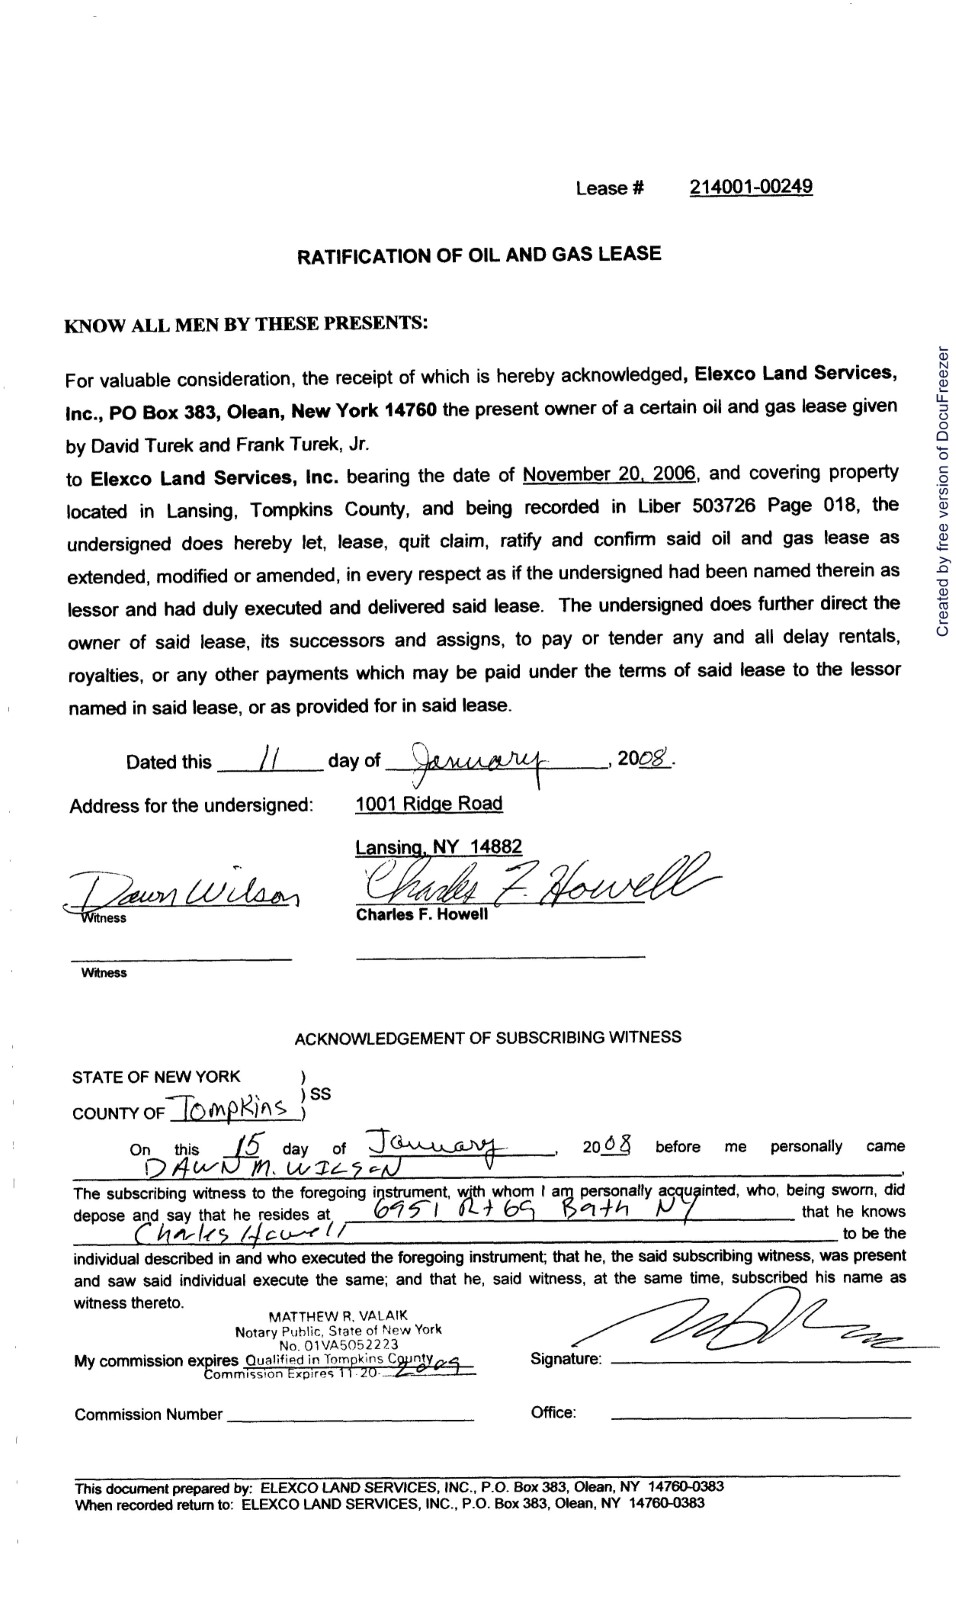 Lease # 214001-00249
RATIFICATION OF OIL AND GAS LEASE
KNOW ALL MEN BY THESE PRESENTS:
For valuable consideration, the receipt of which is hereby acknowledged, Elexco Land Services,
Inc., PO Box 383, Olean, New York 14760 the present owner of a certain oil and gas lease given
by David Turek and Frank Turek, Jr.
to Elexco Land Services, Inc. bearing the date of November 20, 2006, and covering property
located in Lansing, Tompkins County, and being recorded in Liber 503726 Page 018, the
undersigned does hereby let, lease, quit claim, ratify and confirm said oil and gas lease as
extended, modified or amended, in every respect as if the undersigned had been named therein as
lessor and had duly executed and delivered said lease. The undersigned does further direct the
owner of said lease, its successors and assigns, to pay or tender any and all delay rentals,
royalties, or any other payments which may be paid under the terms of said lease to the lessor
named in said lease, or as provided for in said lease.
Dated this 11 day of January, 2008.
Address for the undersigned: 1001 Ridge Road
Lansing, NY 14882
Dawn Wilson Charles F. Howell
Witness Charles F. Howell
Witness
ACKNOWLEDGEMENT OF SUBSCRIBING WITNESS
STATE OF NEW YORK )
) SS
COUNTY OF Tompkins )
On this 15 day of January, 2008 before me personally came
DAWN M. WILSON,
The subscribing witness to the foregoing instrument, with whom I am personally acquainted, who, being sworn, did
depose and say that he resides at 6951 Rt 69 Bath NY that he knows
Charles Howell to be the
individual described in and who executed the foregoing instrument; that he, the said subscribing witness, was present
and saw said individual execute the same; and that he, said witness, at the same time, subscribed his name as
witness thereto.
MATTHEW R. VALAIK
Notary Public, State of New York
No. 01VA5052223
My commission expires Qualified in Tompkins County
Commission Expires 11-20-2009
Signature:
Commission Number Office:
This document prepared by: ELEXCO LAND SERVICES, INC., P.O. Box 383, Olean, NY 14760-0383
When recorded return to: ELEXCO LAND SERVICES, INC., P.O. Box 383, Olean, NY 14760-0383
Created by free version of DocuFreezer